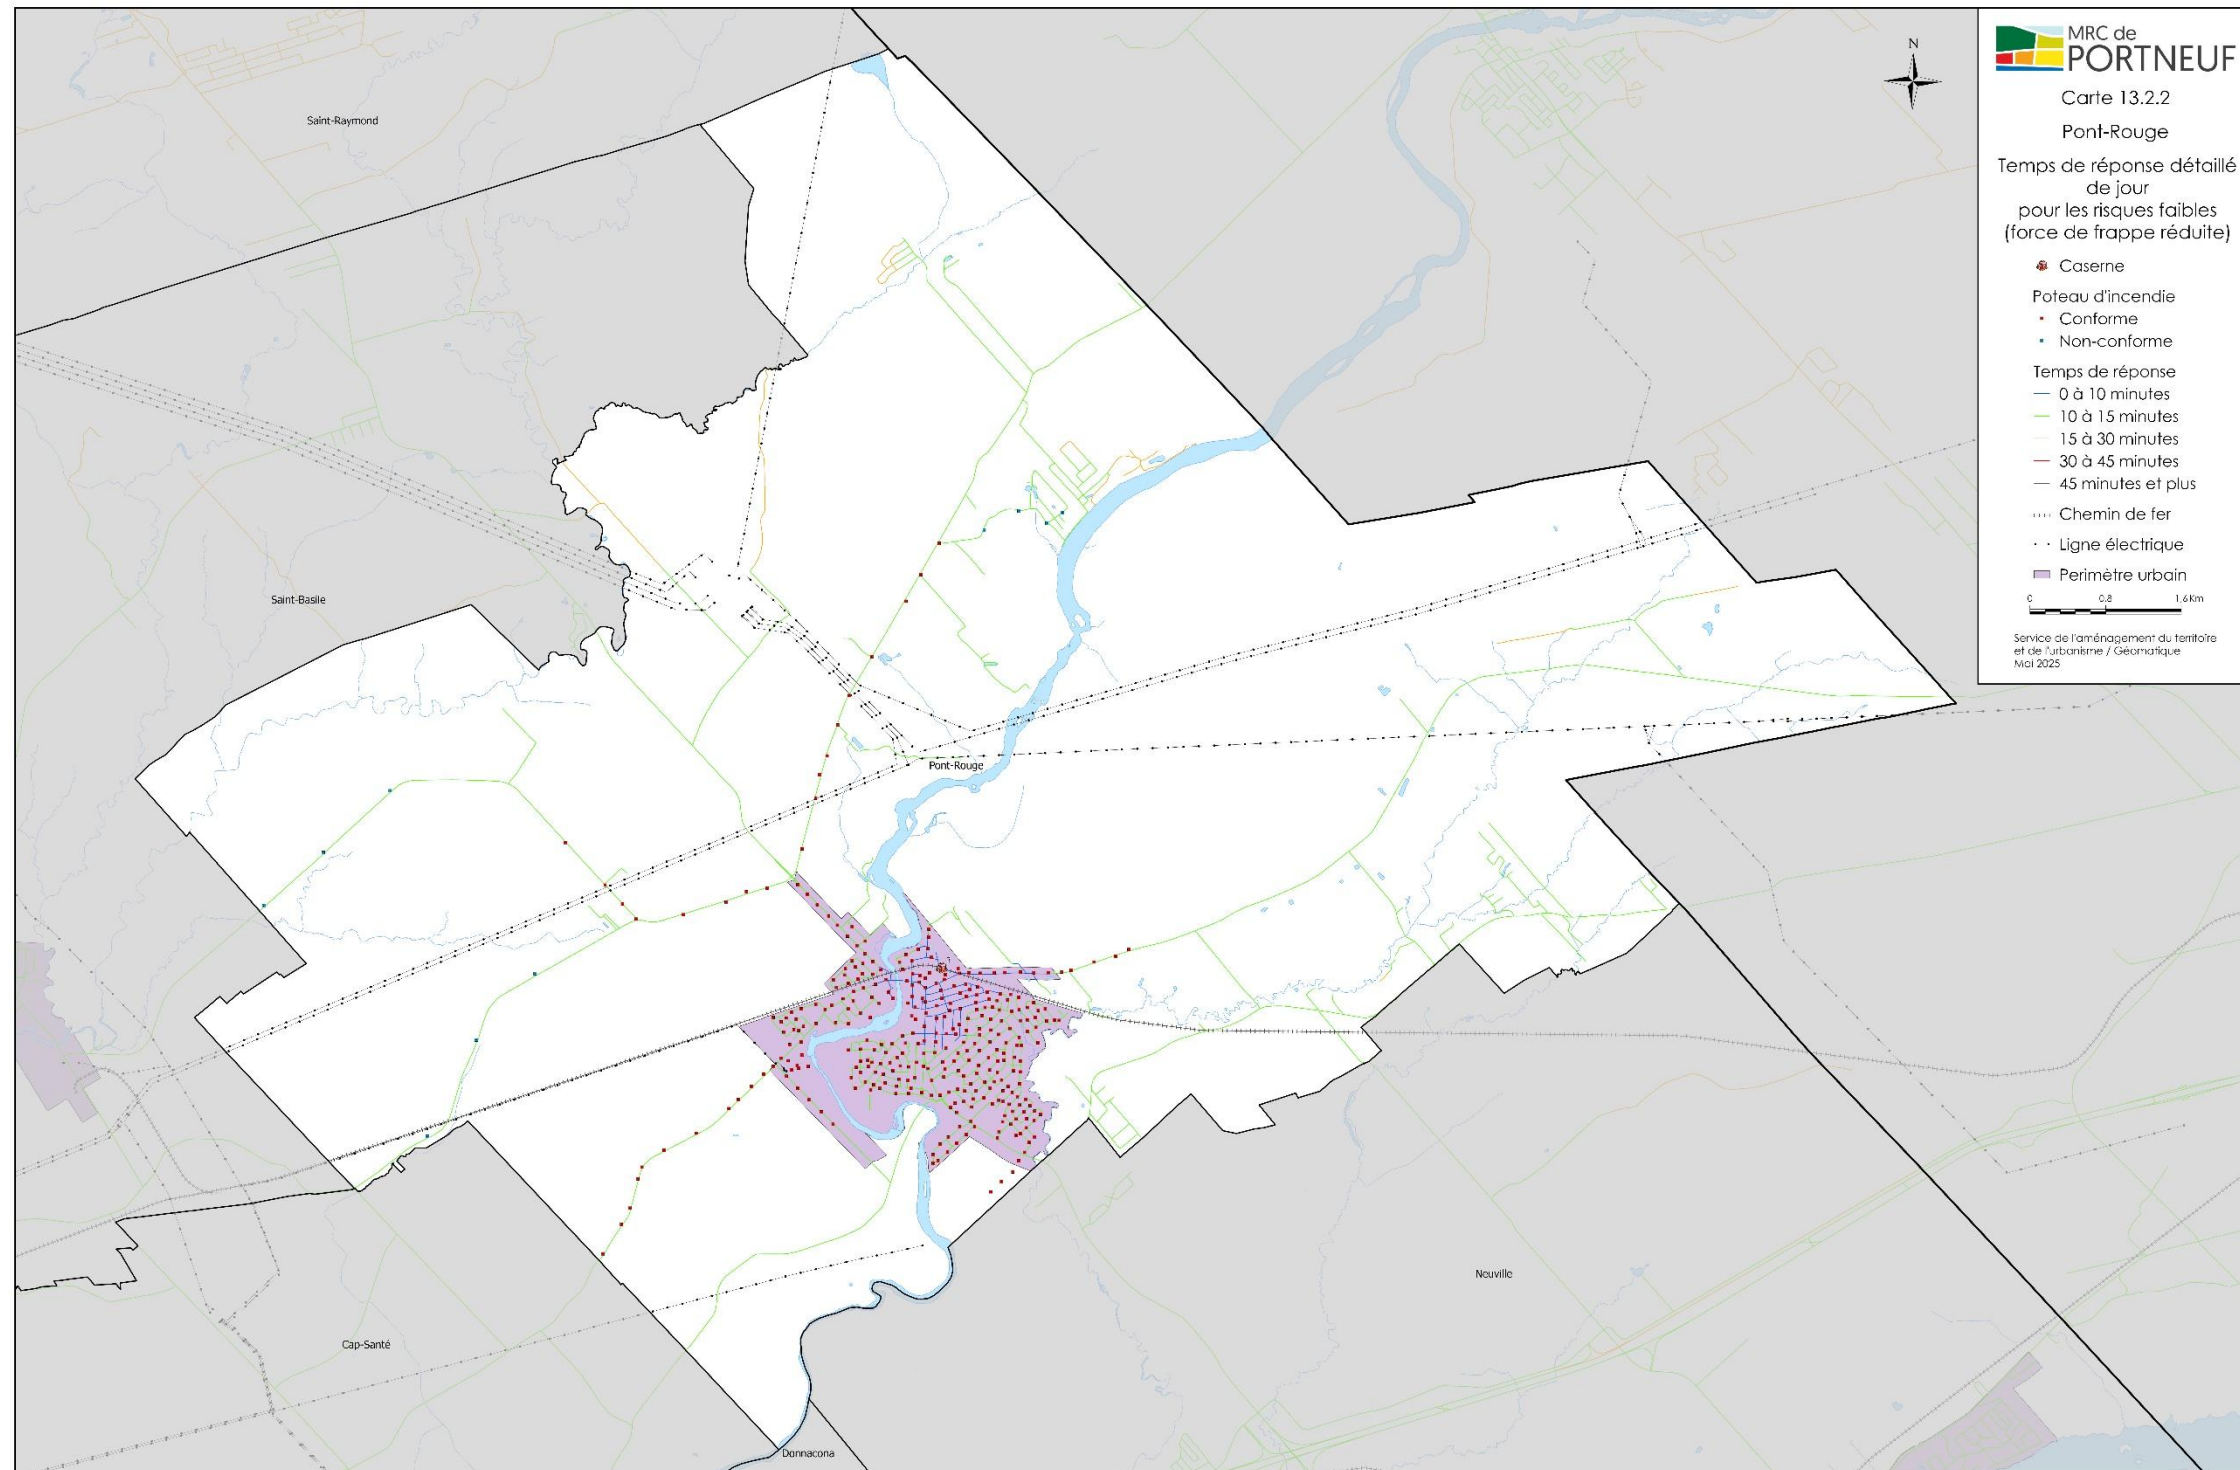 MRC de
PORTNEUF
Carte 13.2.2
Pont-Rouge
Temps de réponse détaillé
de jour
pour les risques faibles
(force de frappe réduite)
Caserne
Poteau d'incendie
Conforme
Non-conforme
Temps de réponse
0 à 10 minutes
10 à 15 minutes
15 à 30 minutes
30 à 45 minutes
45 minutes et plus
Chemin de fer
Ligne électrique
Perimètre urbain
0 0.8 1,6Km
Service de l'aménagement du territoire
et de l'urbanisme / Géomatique
Mai 2025
N
Saint-Raymond
Saint-Basile
Pont-Rouge
Neuville
Cap-Santé
Donnacona